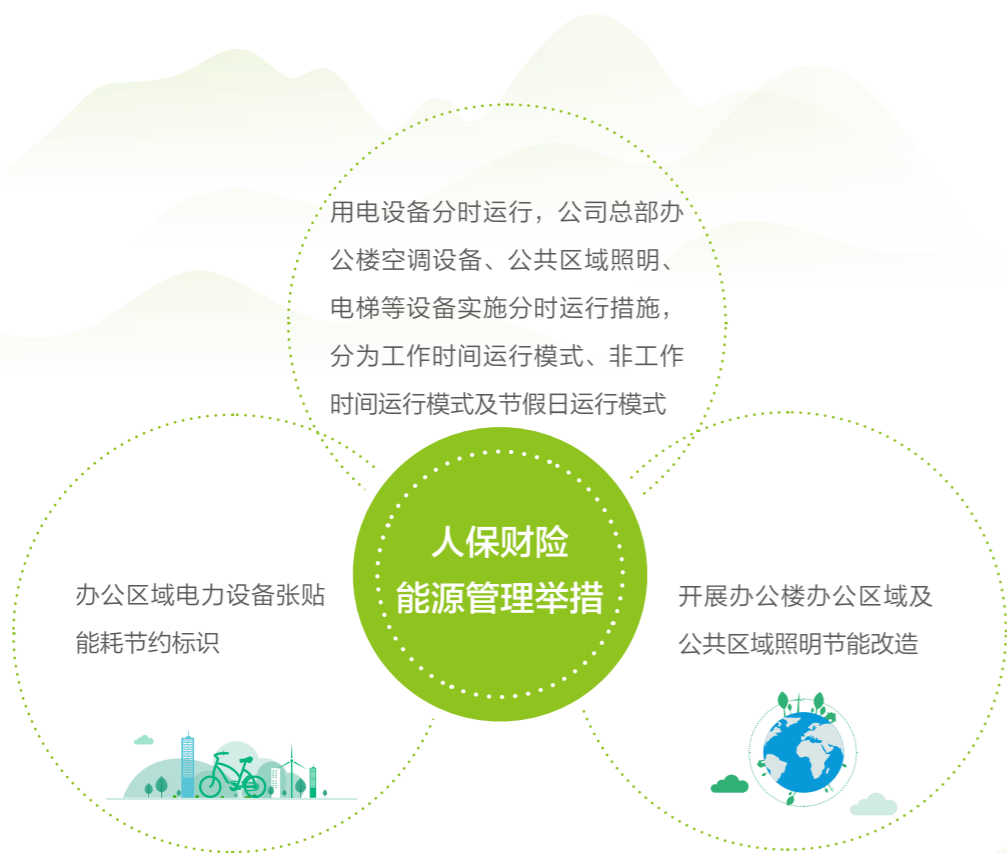 用电设备分时运行，公司总部办
公楼空调设备、公共区域照明、
电梯等设备实施分时运行措施，
分为工作时间运行模式、非工作
时间运行模式及节假日运行模式
人保财险
能源管理举措
办公区域电力设备张贴
能耗节约标识
开展办公楼办公区域及
公共区域照明节能改造